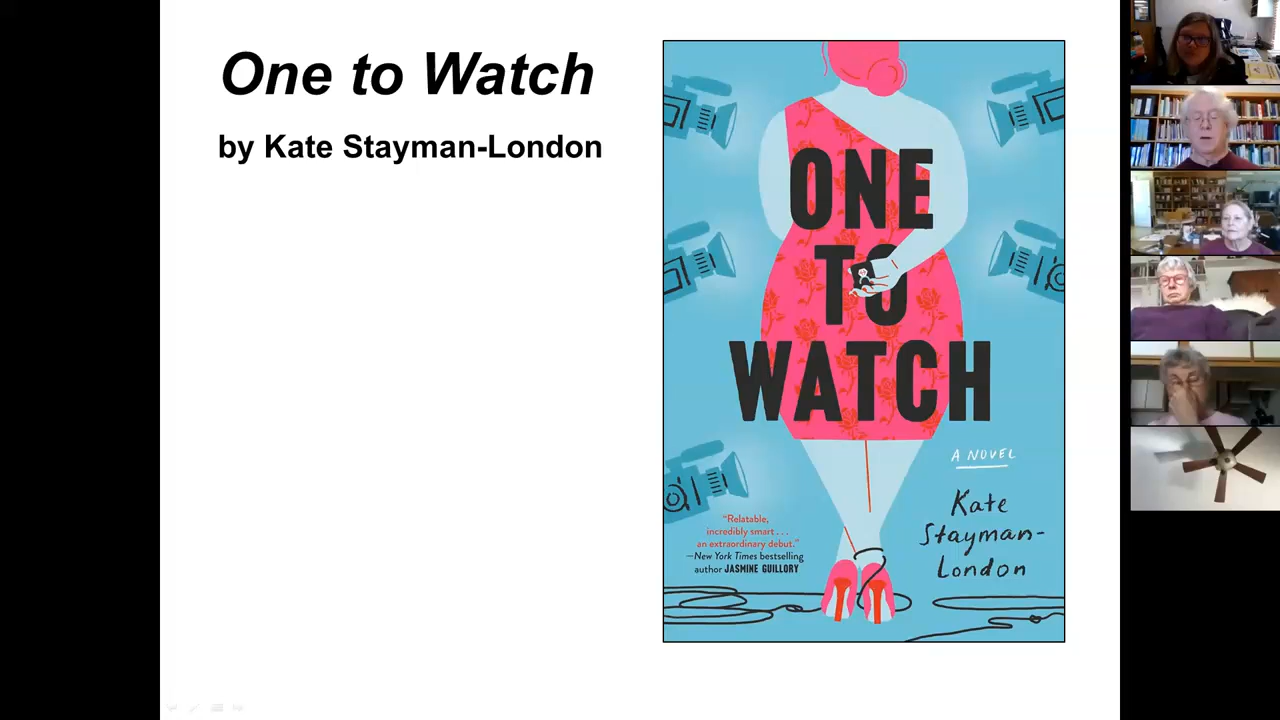 One to Watch
by Kate Stayman-London
ONE
TO
WATCH
A NOVEL
Kate
Stayman-
London
“Relatable,
incredibly smart . . .
an extraordinary debut.”
—New York Times bestselling
author JASMINE GUILLORY